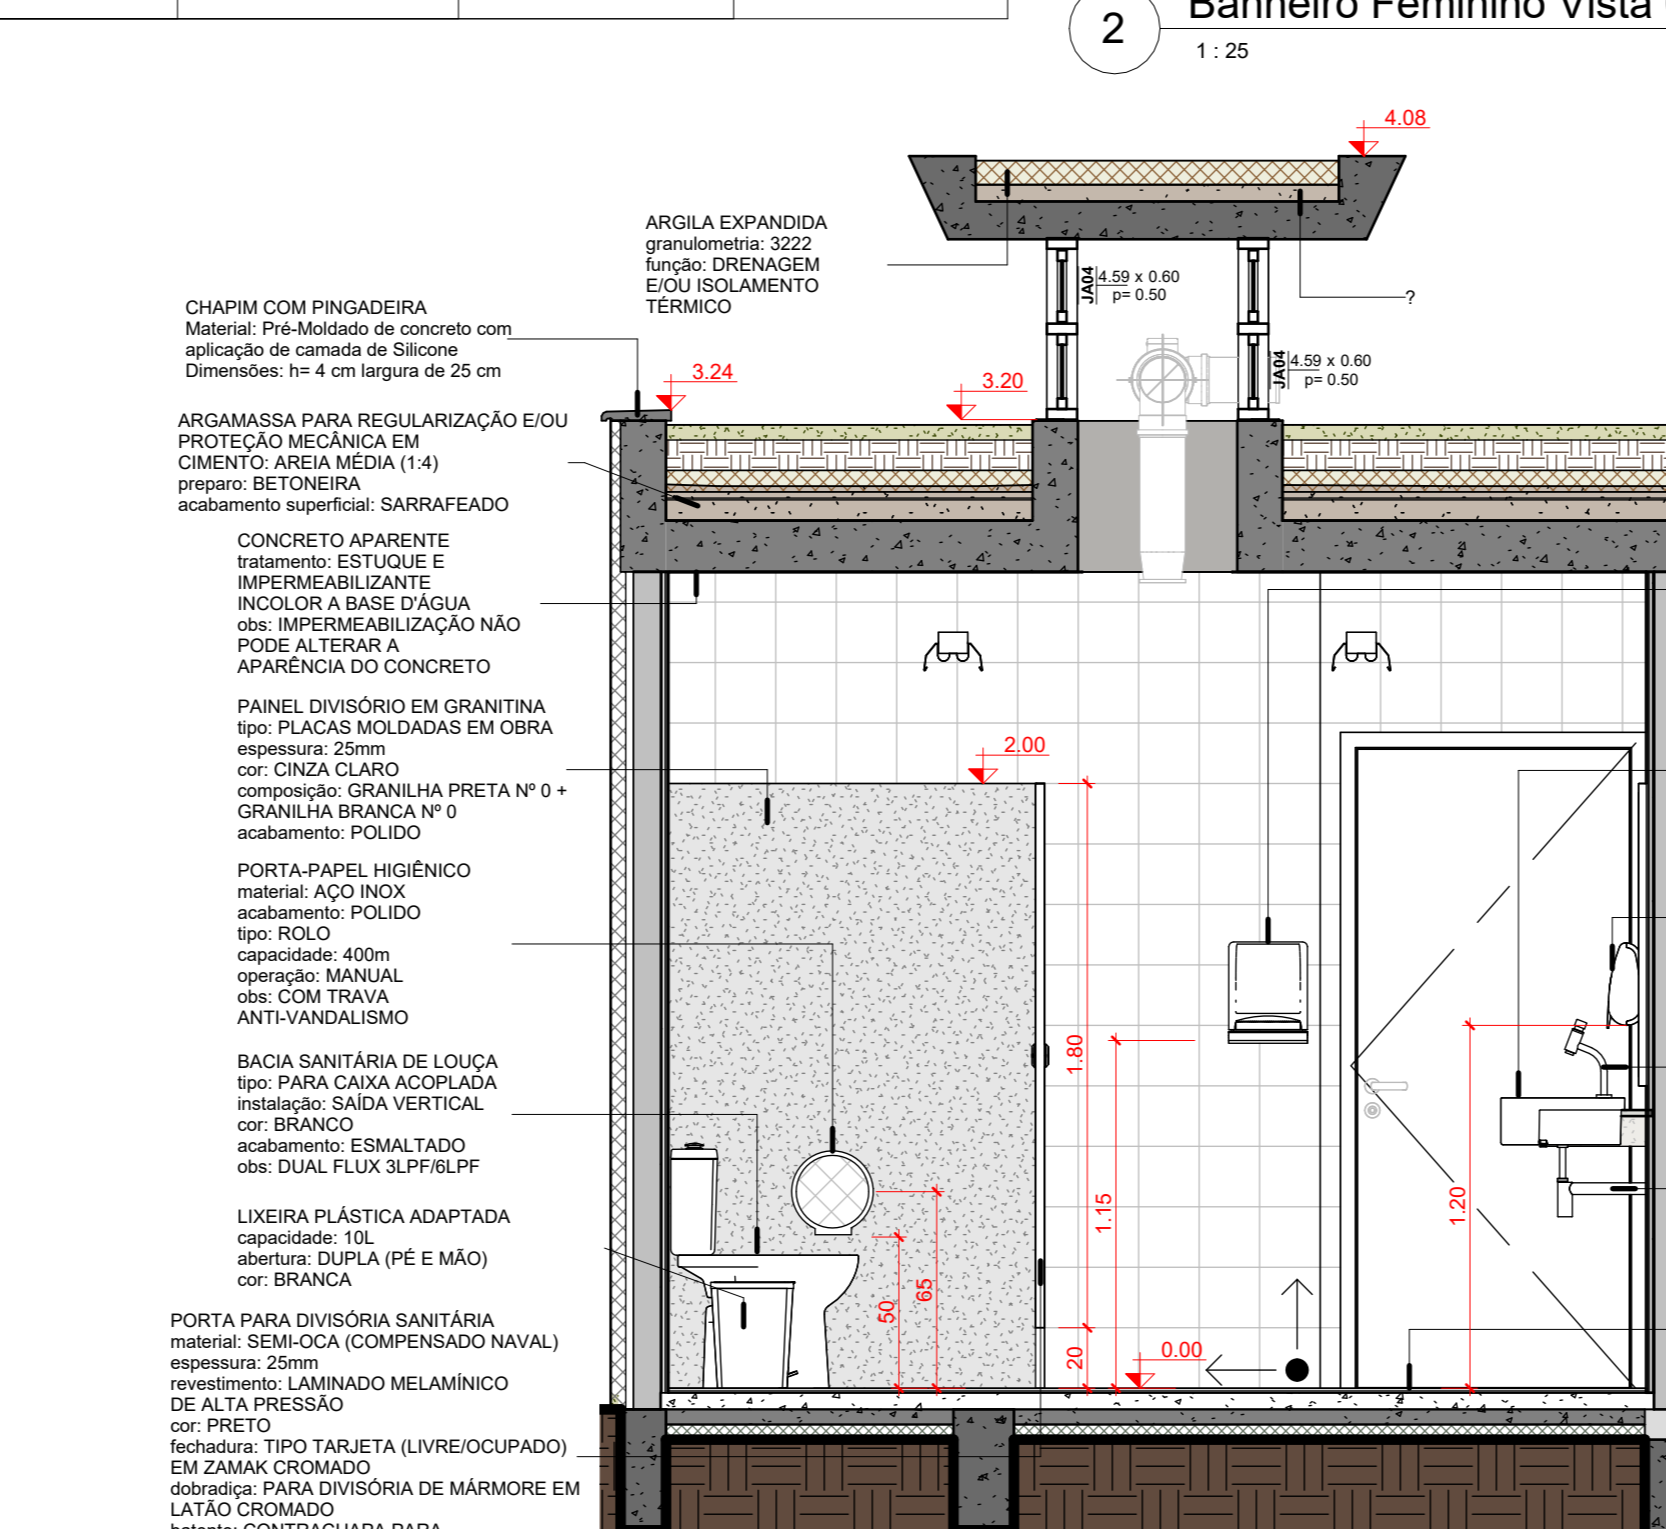 2
Banheiro Feminino Vista
1 : 25
4.08
ARGILA EXPANDIDA
granulometria: 3222
função: DRENAGEM
E/OU ISOLAMENTO
TÉRMICO
JA04
4.59 x 0.60
p= 0.50
?
JA04
4.59 x 0.60
p= 0.50
CHAPIM COM PINGADEIRA
Material: Pré-Moldado de concreto com
aplicação de camada de Silicone
Dimensões: h= 4 cm largura de 25 cm
3.24
3.20
ARGAMASSA PARA REGULARIZAÇÃO E/OU
PROTEÇÃO MECÂNICA EM
CIMENTO: AREIA MÉDIA (1:4)
preparo: BETONEIRA
acabamento superficial: SARRAFEADO
CONCRETO APARENTE
tratamento: ESTUQUE E
IMPERMEABILIZANTE
INCOLOR A BASE D'ÁGUA
obs: IMPERMEABILIZAÇÃO NÃO
PODE ALTERAR A
APARÊNCIA DO CONCRETO
PAINEL DIVISÓRIO EM GRANITINA
tipo: PLACAS MOLDADAS EM OBRA
espessura: 25mm
cor: CINZA CLARO
composição: GRANILHA PRETA Nº 0 +
GRANILHA BRANCA Nº 0
acabamento: POLIDO
2.00
PORTA-PAPEL HIGIÊNICO
material: AÇO INOX
acabamento: POLIDO
tipo: ROLO
capacidade: 400m
operação: MANUAL
obs: COM TRAVA
ANTI-VANDALISMO
BACIA SANITÁRIA DE LOUÇA
tipo: PARA CAIXA ACOPLADA
instalação: SAÍDA VERTICAL
cor: BRANCO
acabamento: ESMALTADO
obs: DUAL FLUX 3LPF/6LPF
LIXEIRA PLÁSTICA ADAPTADA
capacidade: 10L
abertura: DUPLA (PÉ E MÃO)
cor: BRANCA
50
65
1.80
20
1.15
0.00
1.20
PORTA PARA DIVISÓRIA SANITÁRIA
material: SEMI-OCA (COMPENSADO NAVAL)
espessura: 25mm
revestimento: LAMINADO MELAMÍNICO
DE ALTA PRESSÃO
cor: PRETO
fechadura: TIPO TARJETA (LIVRE/OCUPADO)
EM ZAMAK CROMADO
dobradiça: PARA DIVISÓRIA DE MÁRMORE EM
LATÃO CROMADO
batente: CONTRACHAPA PARA